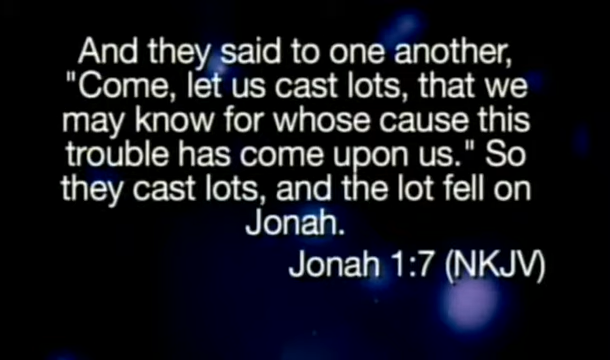 And they said to one another,
"Come, let us cast lots, that we
may know for whose cause this
trouble has come upon us." So
they cast lots, and the lot fell on
Jonah.
Jonah 1:7 (NKJV)